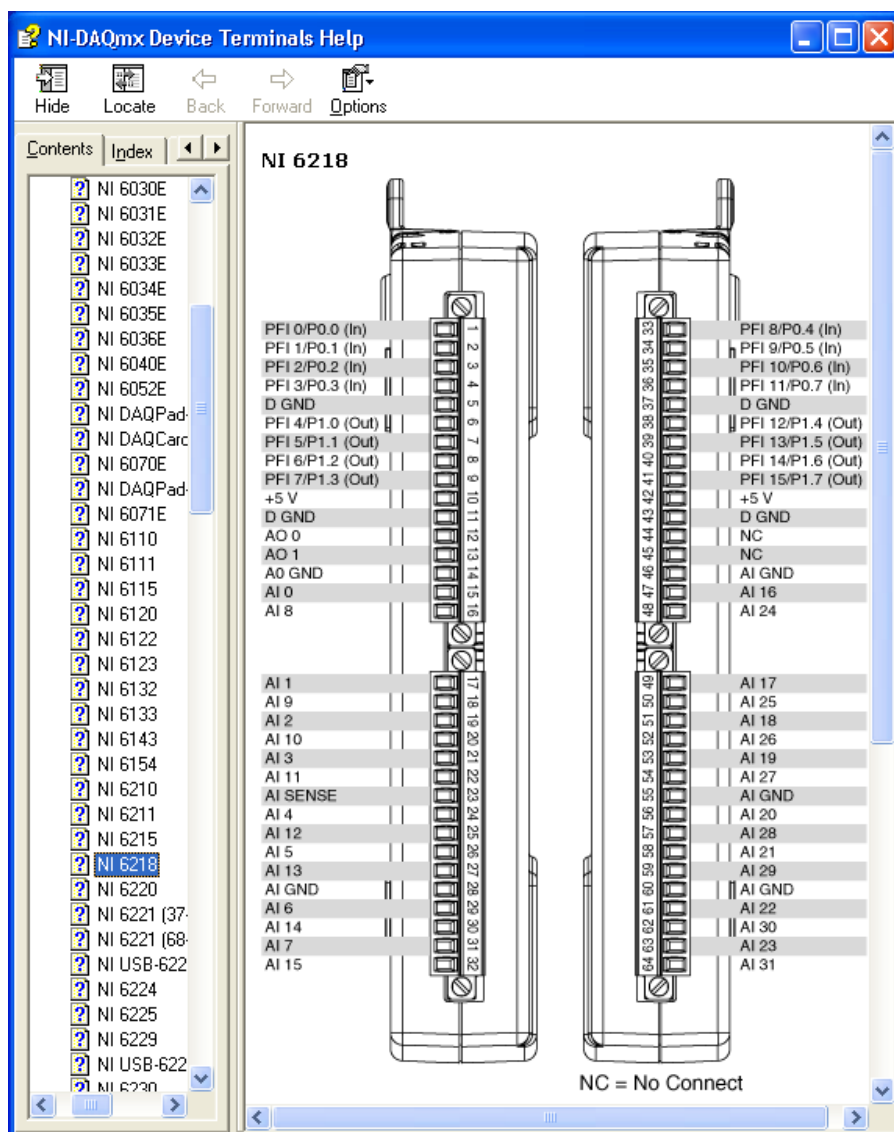 NI-DAQmx Device Terminals Help
Hide Locate Back Forward Options
Contents Index
NI 6030E
NI 6031E
NI 6032E
NI 6033E
NI 6034E
NI 6035E
NI 6036E
NI 6040E
NI 6052E
NI DAQPad-
NI DAQCarc
NI 6070E
NI DAQPad-
NI 6071E
NI 6110
NI 6111
NI 6115
NI 6120
NI 6122
NI 6123
NI 6132
NI 6133
NI 6143
NI 6154
NI 6210
NI 6211
NI 6215
NI 6218
NI 6220
NI 6221 (37-
NI 6221 (68-
NI USB-622
NI 6224
NI 6225
NI 6229
NI USB-622
NI 6230
NI 6218
PFI 0/P0.0 (In) 1
PFI 1/P0.1 (In) 2
PFI 2/P0.2 (In) 3
PFI 3/P0.3 (In) 4
D GND 5
PFI 4/P1.0 (Out) 6
PFI 5/P1.1 (Out) 7
PFI 6/P1.2 (Out) 8
PFI 7/P1.3 (Out) 9
+5 V 10
D GND 11
AO 0 12
AO 1 13
A0 GND 14
AI 0 15
AI 8 16
AI 1 17
AI 9 18
AI 2 19
AI 10 20
AI 3 21
AI 11 22
AI SENSE 23
AI 4 24
AI 12 25
AI 5 26
AI 13 27
AI GND 28
AI 6 29
AI 14 30
AI 7 31
AI 15 32
33 PFI 8/P0.4 (In)
34 PFI 9/P0.5 (In)
35 PFI 10/P0.6 (In)
36 PFI 11/P0.7 (In)
37 D GND
38 PFI 12/P1.4 (Out)
39 PFI 13/P1.5 (Out)
40 PFI 14/P1.6 (Out)
41 PFI 15/P1.7 (Out)
42 +5 V
43 D GND
44 NC
45 NC
46 AI GND
47 AI 16
48 AI 24
49 AI 17
50 AI 25
51 AI 18
52 AI 26
53 AI 19
54 AI 27
55 AI GND
56 AI 20
57 AI 28
58 AI 21
59 AI 29
60 AI GND
61 AI 22
62 AI 30
63 AI 23
64 AI 31
NC = No Connect